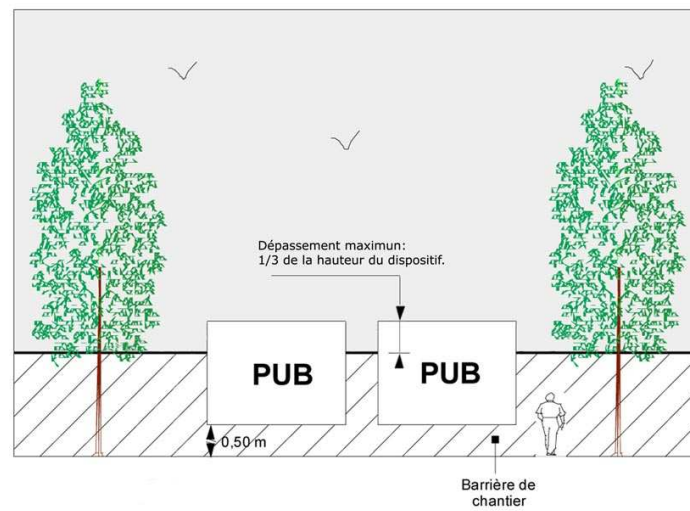 Dépassement maximun:
1/3 de la hauteur du dispositif.
PUB
PUB
0,50 m
Barrière de
chantier